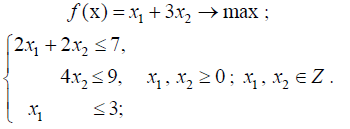 f(x) = x₁ + 3x₂ → max ;
2x₁ + 2x₂ ≤ 7,
4x₂ ≤ 9, x₁, x₂ ≥ 0 ; x₁, x₂ ∈ Z .
x₁ ≤ 3;